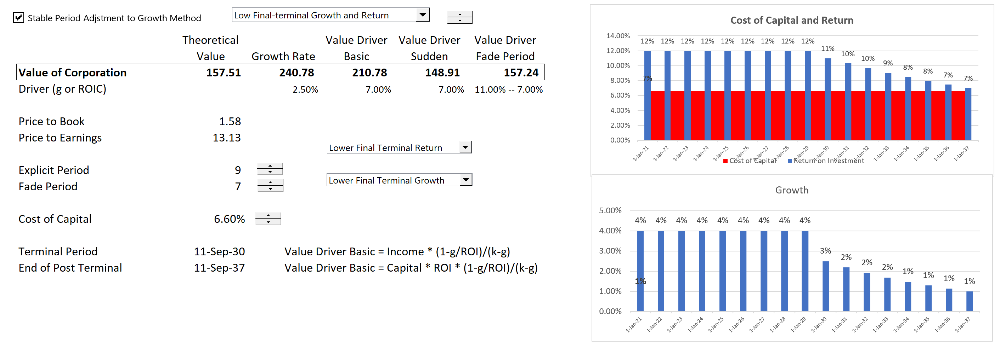 Stable Period Adjstment to Growth Method
Low Final-terminal Growth and Return
Theoretical Value Driver Value Driver Value Driver
Value Growth Rate Basic Sudden Fade Period
Value of Corporation 157.51 240.78 210.78 148.91 157.24
Driver (g or ROIC) 2.50% 7.00% 7.00% 11.00% -- 7.00%
Price to Book 1.58
Price to Earnings 13.13
Lower Final Terminal Return
Explicit Period 9
Lower Final Terminal Growth
Fade Period 7
Cost of Capital 6.60%
Terminal Period 11-Sep-30 Value Driver Basic = Income * (1-g/ROI)/(k-g)
End of Post Terminal 11-Sep-37 Value Driver Basic = Capital * ROI * (1-g/ROI)/(k-g)
Cost of Capital and Return
14.00%
12% 12% 12% 12% 12% 12% 12% 12% 12% 11% 10% 10% 9% 8% 8% 7% 7%
12.00%
10.00%
8.00%
7%
6.00%
4.00%
2.00%
0.00%
1-Jan-21 1-Jan-22 1-Jan-23 1-Jan-24 1-Jan-25 1-Jan-26 1-Jan-27 1-Jan-28 1-Jan-29 1-Jan-30 1-Jan-31 1-Jan-32 1-Jan-33 1-Jan-34 1-Jan-35 1-Jan-36 1-Jan-37
Cost of Capital Return on Investment
Growth
5.00%
4% 4% 4% 4% 4% 4% 4% 4% 4% 3% 2% 2% 2% 1% 1% 1% 1%
4.00%
3.00%
2.00%
1%
1.00%
0.00%
1-Jan-21 1-Jan-22 1-Jan-23 1-Jan-24 1-Jan-25 1-Jan-26 1-Jan-27 1-Jan-28 1-Jan-29 1-Jan-30 1-Jan-31 1-Jan-32 1-Jan-33 1-Jan-34 1-Jan-35 1-Jan-36 1-Jan-37